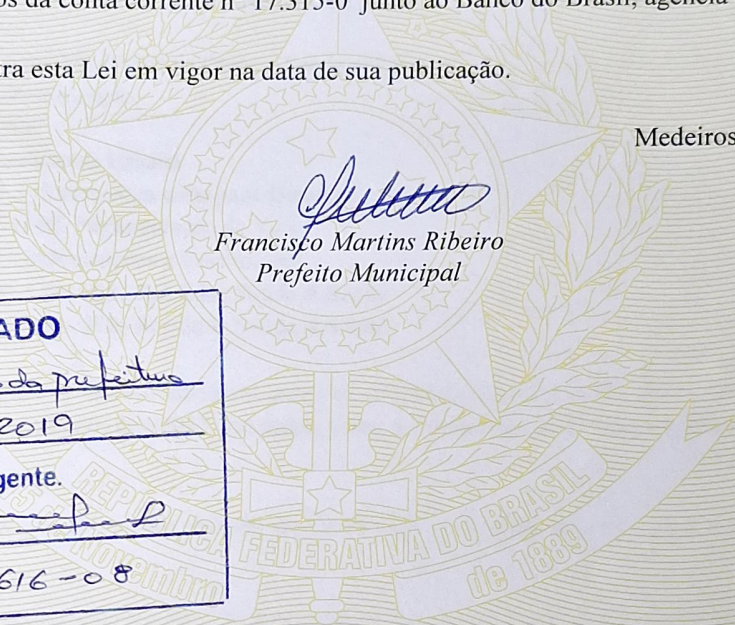 da conta corrente nº 17.315-0 junto ao Banco do Brasil, agência
ra esta Lei em vigor na data de sua publicação.
Medeiros
Francisco Martins Ribeiro
Prefeito Municipal
ADO
da prefeitura
2019
gente.
616-08
REPÚBLICA FEDERATIVA DO BRASIL
Novembro de 1889